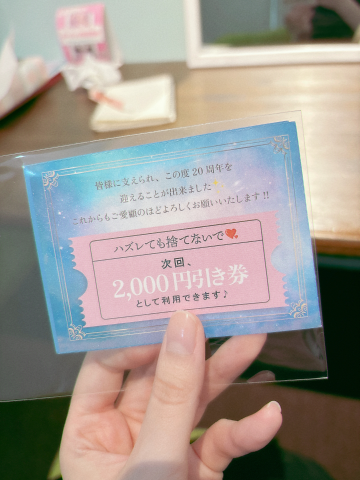 皆様に支えられ、この度20周年を
迎えることが出来ました✨
これからもご愛顧のほどよろしくお願いいたします!!
ハズレても捨てないで❤
次回、
2,000円引き券
として利用できます♪